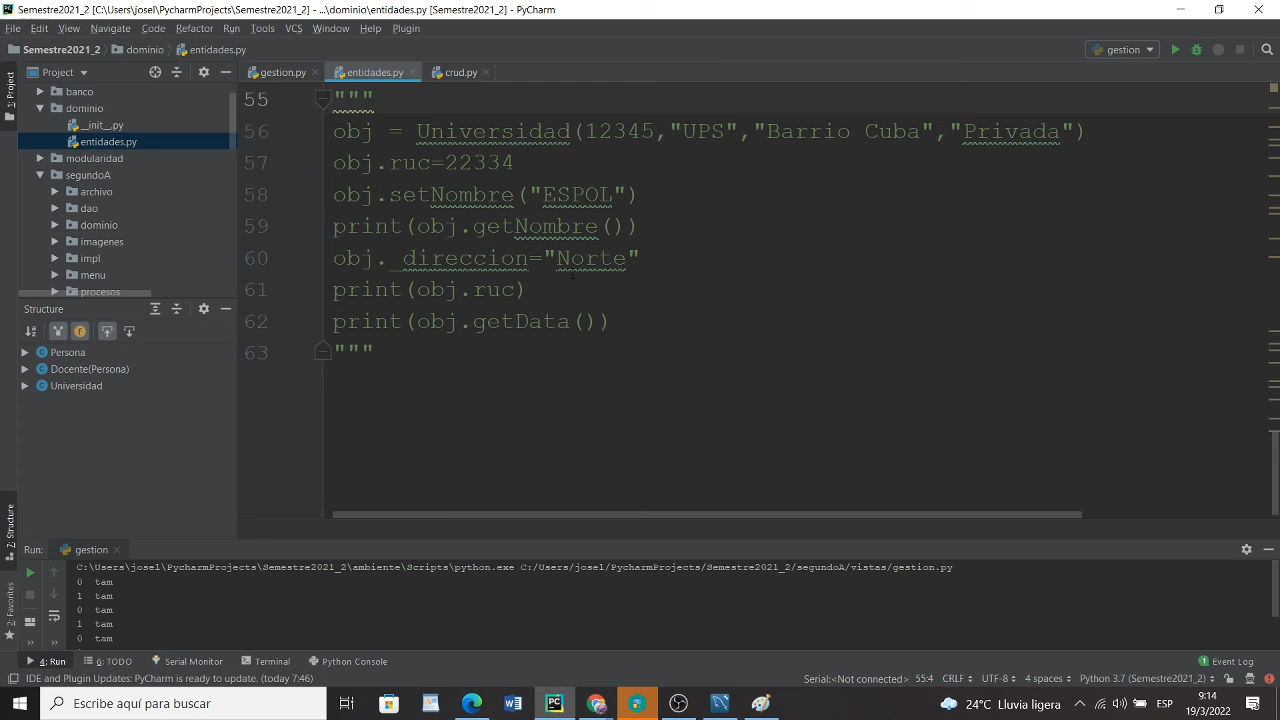 Semestre2021_2 [C:\Users\josel\PycharmProjects\Semestre2021_2] - ...\dominio\entidades.py [Semestre2021_2] - PyCharm
File Edit View Navigate Code Refactor Run Tools VCS Window Help Plugin
Semestre2021_2 dominio entidades.py gestion
1: Project
Project
gestion.py entidades.py crud.py
banco
dominio
__init__.py
entidades.py
modularidad
segundoA
archivo
dao
dominio
imagenes
impl
menu
procesos
55 """
56 obj = Universidad(12345,"UPS","Barrio Cuba","Privada")
57 obj.ruc=22334
58 obj.setNombre("ESPOL")
59 print(obj.getNombre())
60 obj._direccion="Norte"
61 print(obj.ruc)
62 print(obj.getData())
63 """
Structure
Persona
Docente(Persona)
Universidad
7: Structure
2: Favorites
Run: gestion
C:\Users\josel\PycharmProjects\Semestre2021_2\ambiente\Scripts\python.exe C:/Users/josel/PycharmProjects/Semestre2021_2/segundoA/vistas/gestion.py
0 tam
1 tam
0 tam
1 tam
0 tam
4: Run 6: TODO Serial Monitor Terminal Python Console 1 Event Log
IDE and Plugin Updates: PyCharm is ready to update. (today 7:46) Serial:<Not connected> 55:4 CRLF UTF-8 4 spaces Python 3.7 (Semestre2021_2)
Escribe aquí para buscar
24°C Lluvia ligera ESP
9:14
19/3/2022